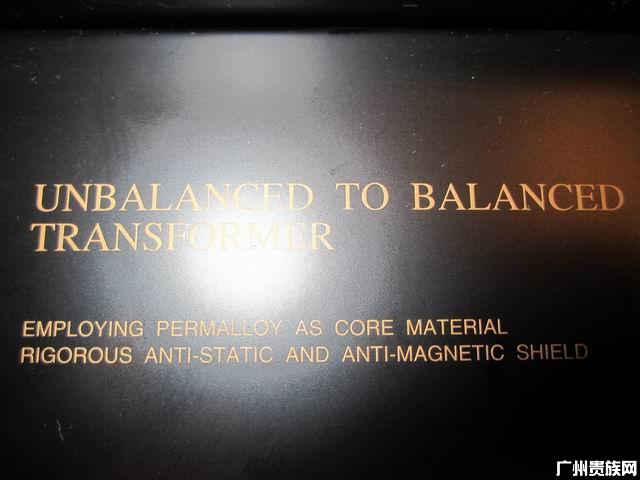 UNBALANCED TO BALANCED
TRANSFORMER
EMPLOYING PERMALLOY AS CORE MATERIAL
RIGOROUS ANTI-STATIC AND ANTI-MAGNETIC SHIELD
广州贵族网